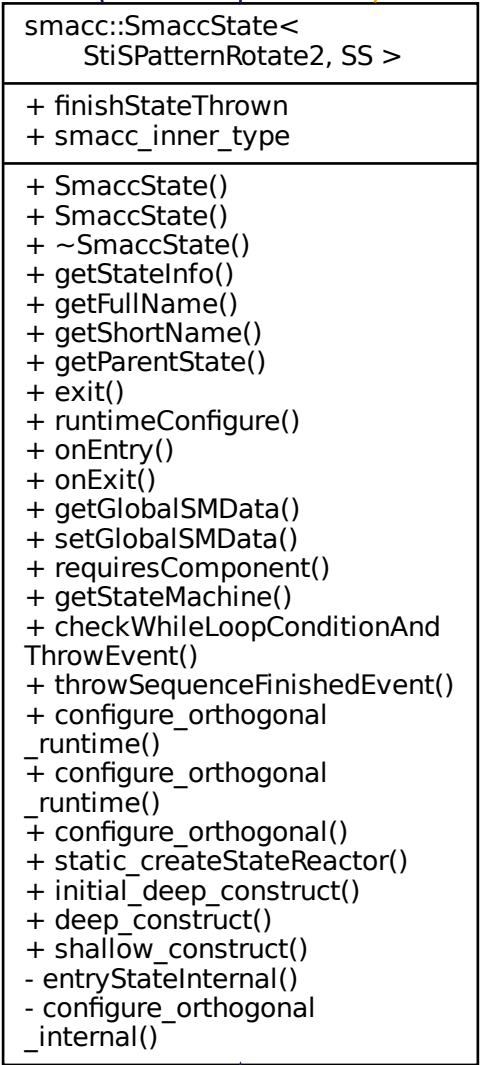 smacc::SmaccState<
StiSPatternRotate2, SS >
+ finishStateThrown
+ smacc_inner_type
+ SmaccState()
+ SmaccState()
+ ~SmaccState()
+ getStateInfo()
+ getFullName()
+ getShortName()
+ getParentState()
+ exit()
+ runtimeConfigure()
+ onEntry()
+ onExit()
+ getGlobalSMData()
+ setGlobalSMData()
+ requiresComponent()
+ getStateMachine()
+ checkWhileLoopConditionAnd
ThrowEvent()
+ throwSequenceFinishedEvent()
+ configure_orthogonal
_runtime()
+ configure_orthogonal
_runtime()
+ configure_orthogonal()
+ static_createStateReactor()
+ initial_deep_construct()
+ deep_construct()
+ shallow_construct()
- entryStateInternal()
- configure_orthogonal
_internal()